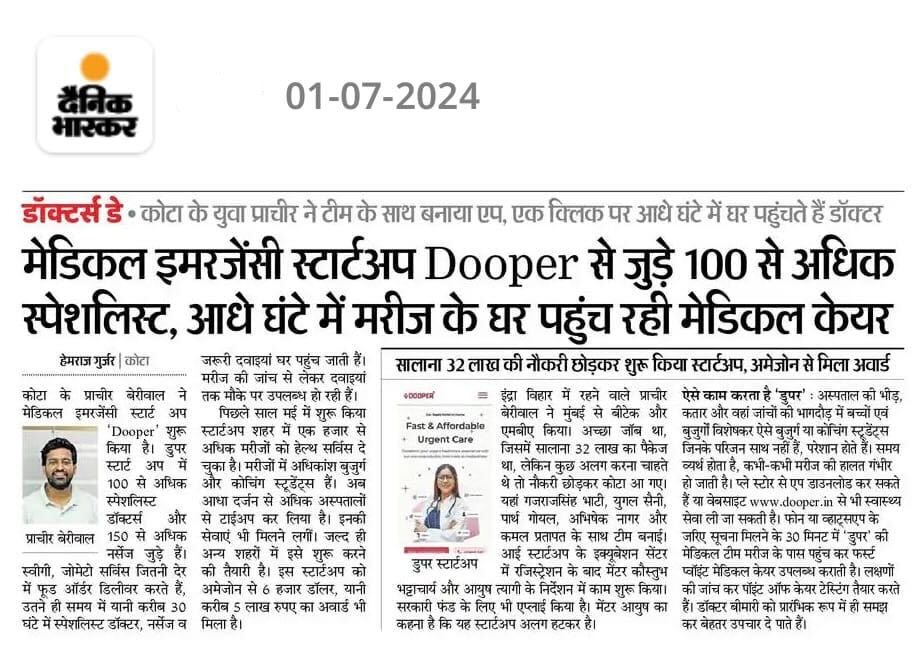 दैनिक
भास्कर
01-07-2024
डॉक्टर्स डे • कोटा के युवा प्राचीर ने टीम के साथ बनाया एप, एक क्लिक पर आधे घंटे में घर पहुंचते हैं डॉक्टर
मेडिकल इमरजेंसी स्टार्टअप Dooper से जुड़े 100 से अधिक
स्पेशलिस्ट, आधे घंटे में मरीज के घर पहुंच रही मेडिकल केयर
हेमराज गुर्जर | कोटा
कोटा के प्राचीर बेरीवाल ने
मेडिकल इमरजेंसी स्टार्ट अप
'Dooper' शुरू
किया है। डुपर
स्टार्ट अप में
100 से अधिक
स्पेशलिस्ट
डॉक्टर्स और
150 से अधिक
नर्सेज जुड़े हैं।
प्राचीर बेरीवाल
स्वीगी, जोमेटो सर्विस जितनी देर
में फूड ऑर्डर डिलीवर करते हैं,
उतने ही समय में यानी करीब 30
घंटे में स्पेशलिस्ट डॉक्टर, नर्सेज व
जरूरी दवाइयां घर पहुंच जाती हैं।
मरीज की जांच से लेकर दवाइयां
तक मौके पर उपलब्ध हो रही हैं।
पिछले साल मई में शुरू किया
स्टार्टअप शहर में एक हजार से
अधिक मरीजों को हेल्थ सर्विस दे
चुका है। मरीजों में अधिकांश बुजुर्ग
और कोचिंग स्टूडेंट्स हैं। अब
आधा दर्जन से अधिक अस्पतालों
से टाईअप कर लिया है। इनकी
सेवाएं भी मिलने लगीं। जल्द ही
अन्य शहरों में इसे शुरू करने
की तैयारी है। इस स्टार्टअप को
अमेजोन से 6 हजार डॉलर, यानी
करीब 5 लाख रुपए का अवार्ड भी
मिला है।
सालाना 32 लाख की नौकरी छोड़कर शुरू किया स्टार्टअप, अमेजोन से मिला अवार्ड
DOOPER
Fast & Affordable
Urgent Care
डुपर स्टार्टअप
इंद्रा विहार में रहने वाले प्राचीर
बेरीवाल ने मुंबई से बीटेक और
एमबीए किया। अच्छा जॉब था,
जिसमें सालाना 32 लाख का पैकेज
था, लेकिन कुछ अलग करना चाहते
थे तो नौकरी छोड़कर कोटा आ गए।
यहां गजराजसिंह भाटी, युगल सैनी,
पार्थ गोयल, अभिषेक नागर और
कमल प्रतापत के साथ टीम बनाई।
आई स्टार्टअप के इक्यूबेशन सेंटर
में रजिस्ट्रेशन के बाद मेंटर कौस्तुभ
भट्टाचार्य और आयुष त्यागी के निर्देशन में काम शुरू किया।
सरकारी फंड के लिए भी एप्लाई किया है। मेंटर आयुष का
कहना है कि यह स्टार्टअप अलग हटकर है।
ऐसे काम करता है 'डुपर' : अस्पताल की भीड़,
कतार और वहां जांचों की भागदौड़ में बच्चों एवं
बुजुर्गों विशेषकर ऐसे बुजुर्ग या कोचिंग स्टूडेंट्स
जिनके परिजन साथ नहीं हैं, परेशान होते हैं। समय
व्यर्थ होता है, कभी-कभी मरीज की हालत गंभीर
हो जाती है। प्ले स्टोर से एप डाउनलोड कर सकते
हैं या वेबसाइट www.dooper.in से भी स्वास्थ्य
सेवा ली जा सकती है। फोन या व्हाट्सएप के
जरिए सूचना मिलने के 30 मिनट में 'डुपर' की
मेडिकल टीम मरीज के पास पहुंच कर फर्स्ट
प्वॉइंट मेडिकल केयर उपलब्ध कराती है। लक्षणों
की जांच कर पॉइंट ऑफ केयर टेस्टिंग तैयार करते
हैं। डॉक्टर बीमारी को प्रारंभिक रूप में ही समझ
कर बेहतर उपचार दे पाते हैं।